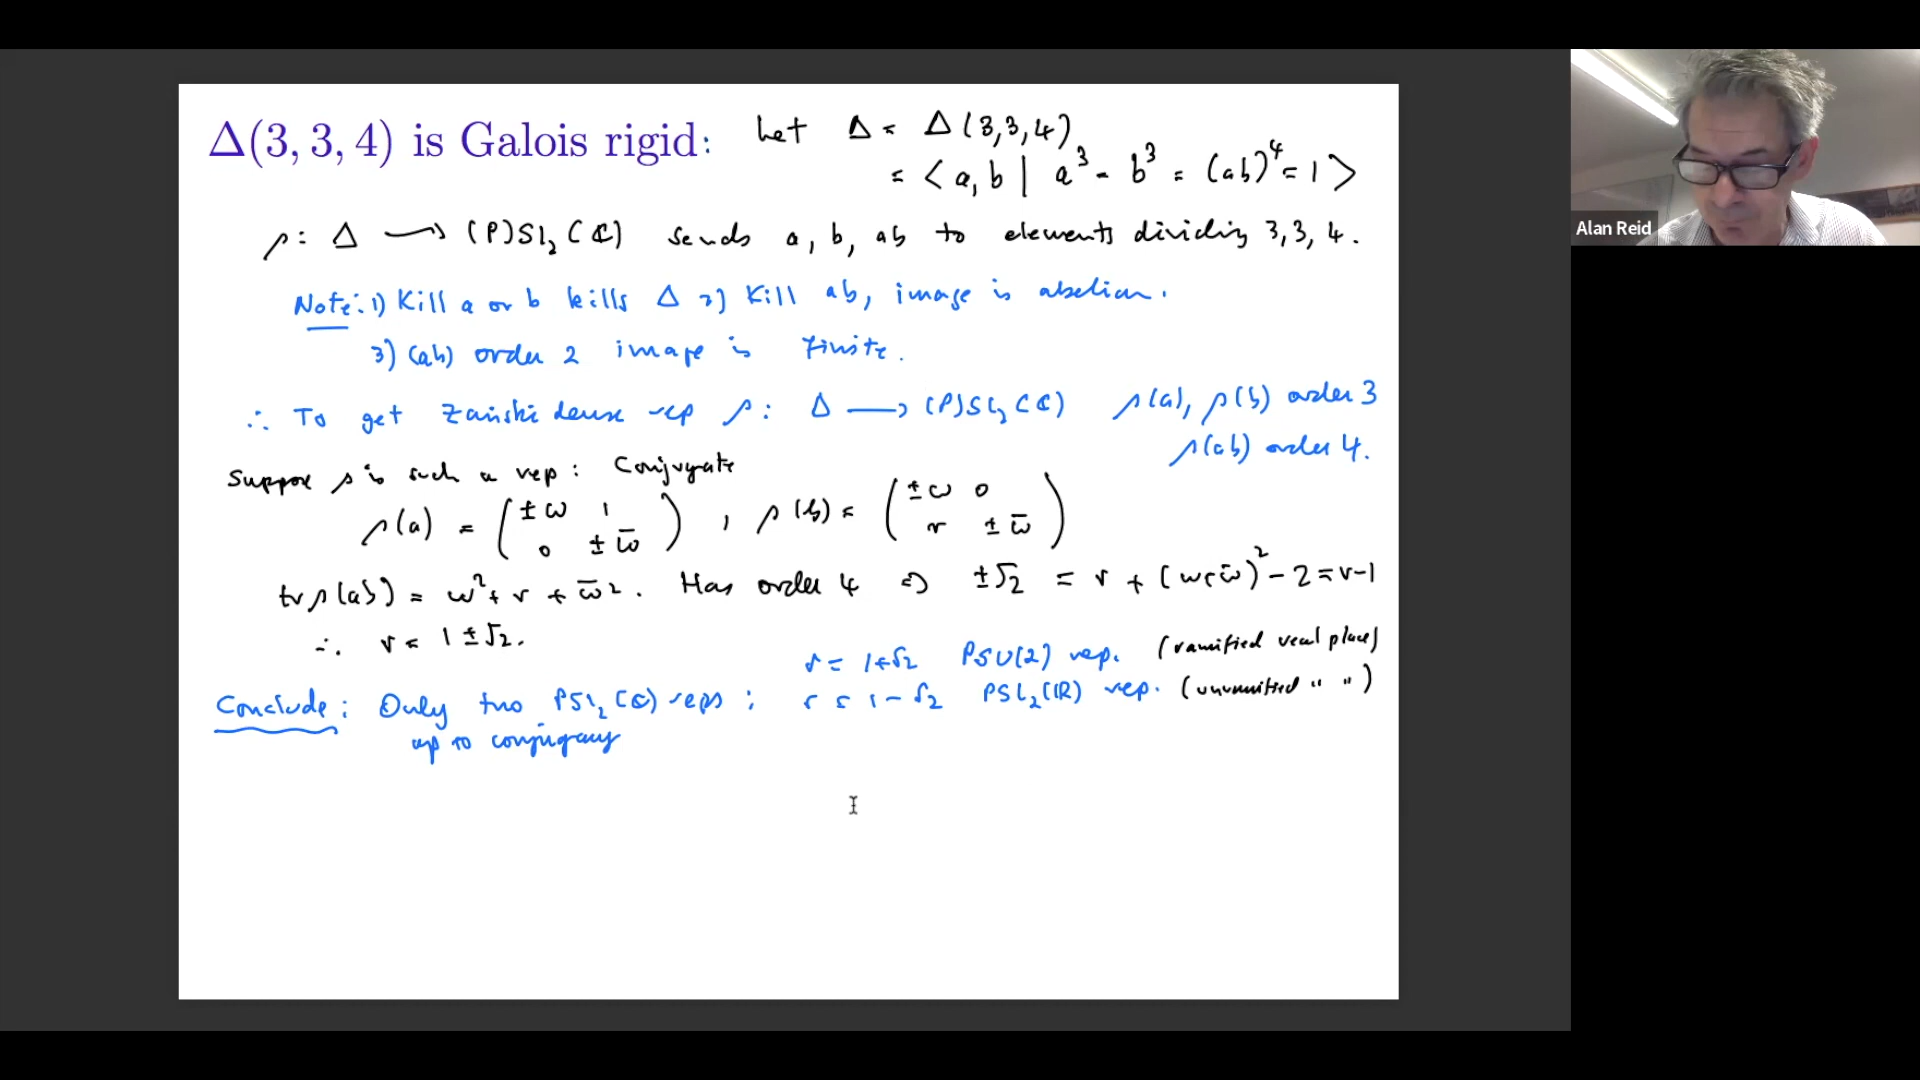 Δ(3, 3, 4) is Galois rigid: Let Δ = Δ(3,3,4)
= < a, b | a³ = b³ = (ab)⁴ = 1 >
ρ: Δ → (P)SL₂(ℂ) sends a, b, ab to elements dividing 3, 3, 4.
Note: 1) Kill a or b kills Δ 2) Kill ab, image is abelian.
3) (ab) order 2 image is finite.
∴ To get Zariski dense rep ρ: Δ → (P)SL₂(ℂ) ρ(a), ρ(b) order 3
ρ(ab) order 4.
Suppose ρ is such a rep: Conjugate
ρ(a) = ( ±ω 1 ; 0 ±ω̄ ), ρ(b) = ( ±ω 0 ; r ±ω̄ )
tr ρ(ab) = ω² + r + ω̄². Has order 4 ⇒ ±√2 = r + (ω+ω̄)² - 2 = r-1
∴ r = 1 ± √2.
r = 1+√2 PSU(2) rep. (ramified real place)
Conclude: Only two PSL₂(ℂ) reps: r = 1-√2 PSL₂(ℝ) rep. (unramified " ")
up to conjugacy
Alan Reid